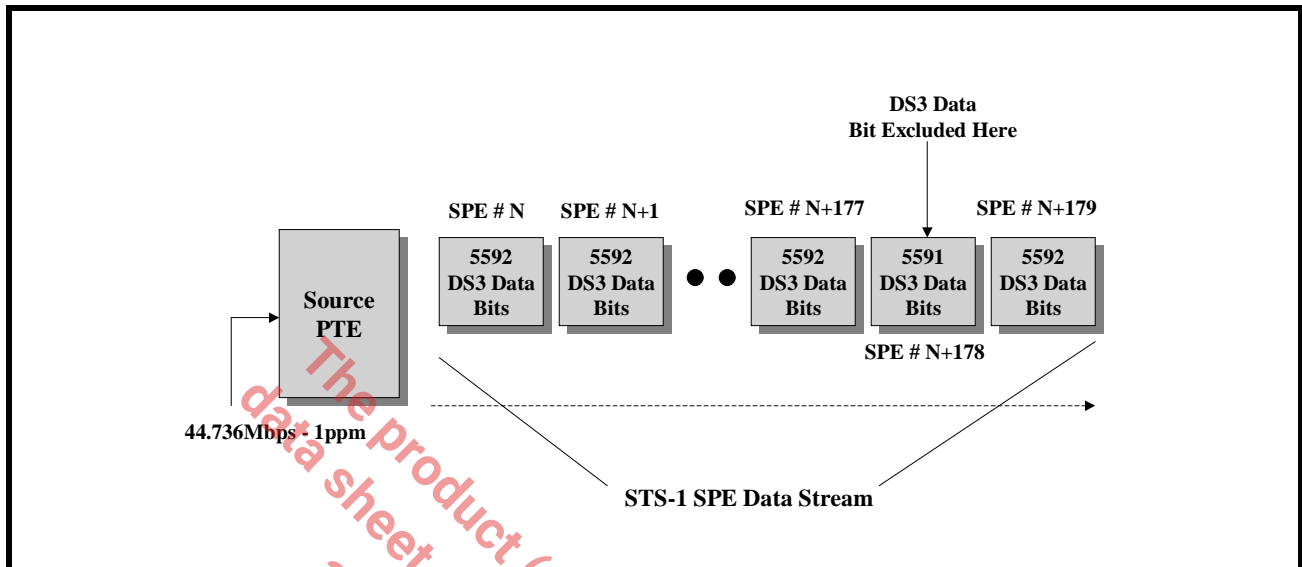 DS3 Data
Bit Excluded Here
SPE # N
SPE # N+1
SPE # N+177
SPE # N+179
5592
DS3 Data
Bits
5592
DS3 Data
Bits
5592
DS3 Data
Bits
5591
DS3 Data
Bits
5592
DS3 Data
Bits
Source
PTE
SPE # N+178
44.736Mbps - 1ppm
STS-1 SPE Data Stream
The product
data sheet